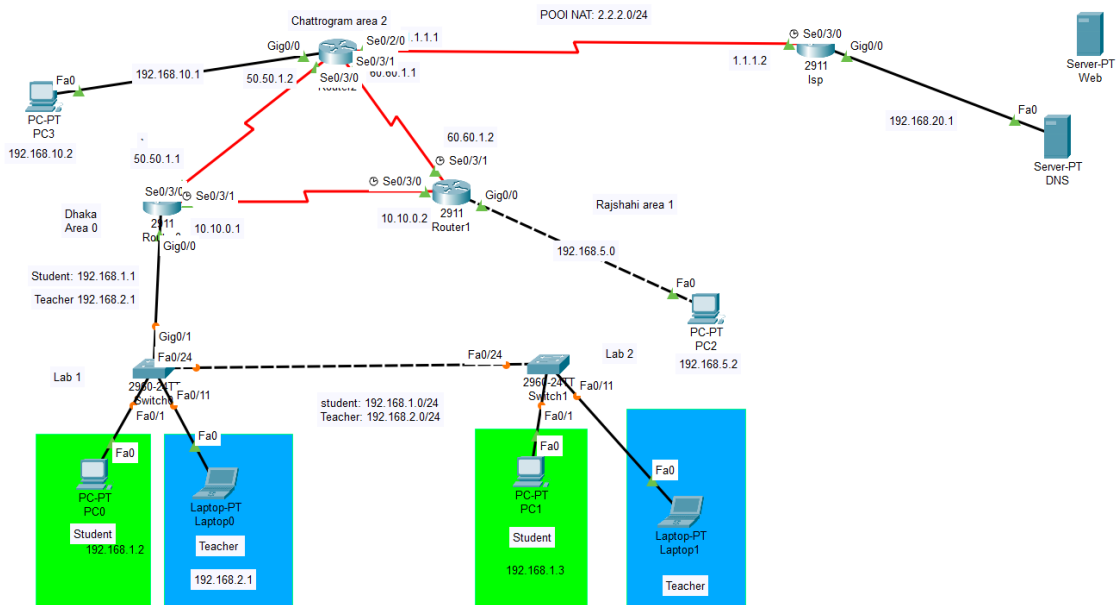 Chattrogram area 2
POOI NAT: 2.2.2.0/24
Se0/2/0
.1.1.1
Gig0/0
Se0/3/1
60.60.1.1
Se0/3/0
50.50.1.2
192.168.10.1
Fa0
PC-PT
PC3
192.168.10.2
Se0/3/0
Gig0/0
2911
Isp
1.1.1.2
Server-PT
Web
192.168.20.1
Fa0
Server-PT
DNS
60.60.1.2
Se0/3/1
Se0/3/0
Gig0/0
2911
Router1
10.10.0.2
Rajshahi area 1
50.50.1.1
Se0/3/0
Se0/3/1
2911
10.10.0.1
Gig0/0
Dhaka
Area 0
192.168.5.0
Fa0
PC-PT
PC2
192.168.5.2
Student: 192.168.1.1
Teacher 192.168.2.1
Gig0/1
Fa0/24
Lab 1
2960-24TT
Switch0
Fa0/11
Fa0/1
Fa0/24
Lab 2
2960-24TT
Switch1
Fa0/11
Fa0/1
student: 192.168.1.0/24
Teacher: 192.168.2.0/24
Fa0
PC-PT
PC0
Student
192.168.1.2
Fa0
Laptop-PT
Laptop0
Teacher
192.168.2.1
Fa0
PC-PT
PC1
Student
192.168.1.3
Fa0
Laptop-PT
Laptop1
Teacher